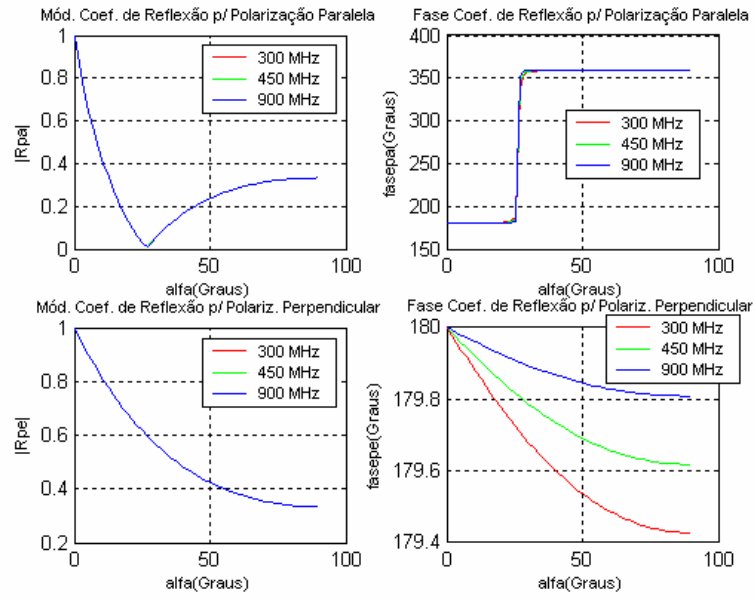 Mód. Coef. de Reflexão p/ Polarização Paralela
1
0.8
0.6
0.4
0.2
0
|Rpa|
300 MHz
450 MHz
900 MHz
0
50
100
alfa(Graus)
Fase Coef. de Reflexão p/ Polarização Paralela
400
350
300
250
200
150
fasepa(Graus)
300 MHz
450 MHz
900 MHz
0
50
100
alfa(Graus)
Mód. Coef. de Reflexão p/ Polariz. Perpendicular
1
0.8
0.6
0.4
0.2
|Rpe|
300 MHz
450 MHz
900 MHz
0
50
100
alfa(Graus)
Fase Coef. de Reflexão p/ Polariz. Perpendicular
180
179.8
179.6
179.4
fasepe(Graus)
300 MHz
450 MHz
900 MHz
0
50
100
alfa(Graus)